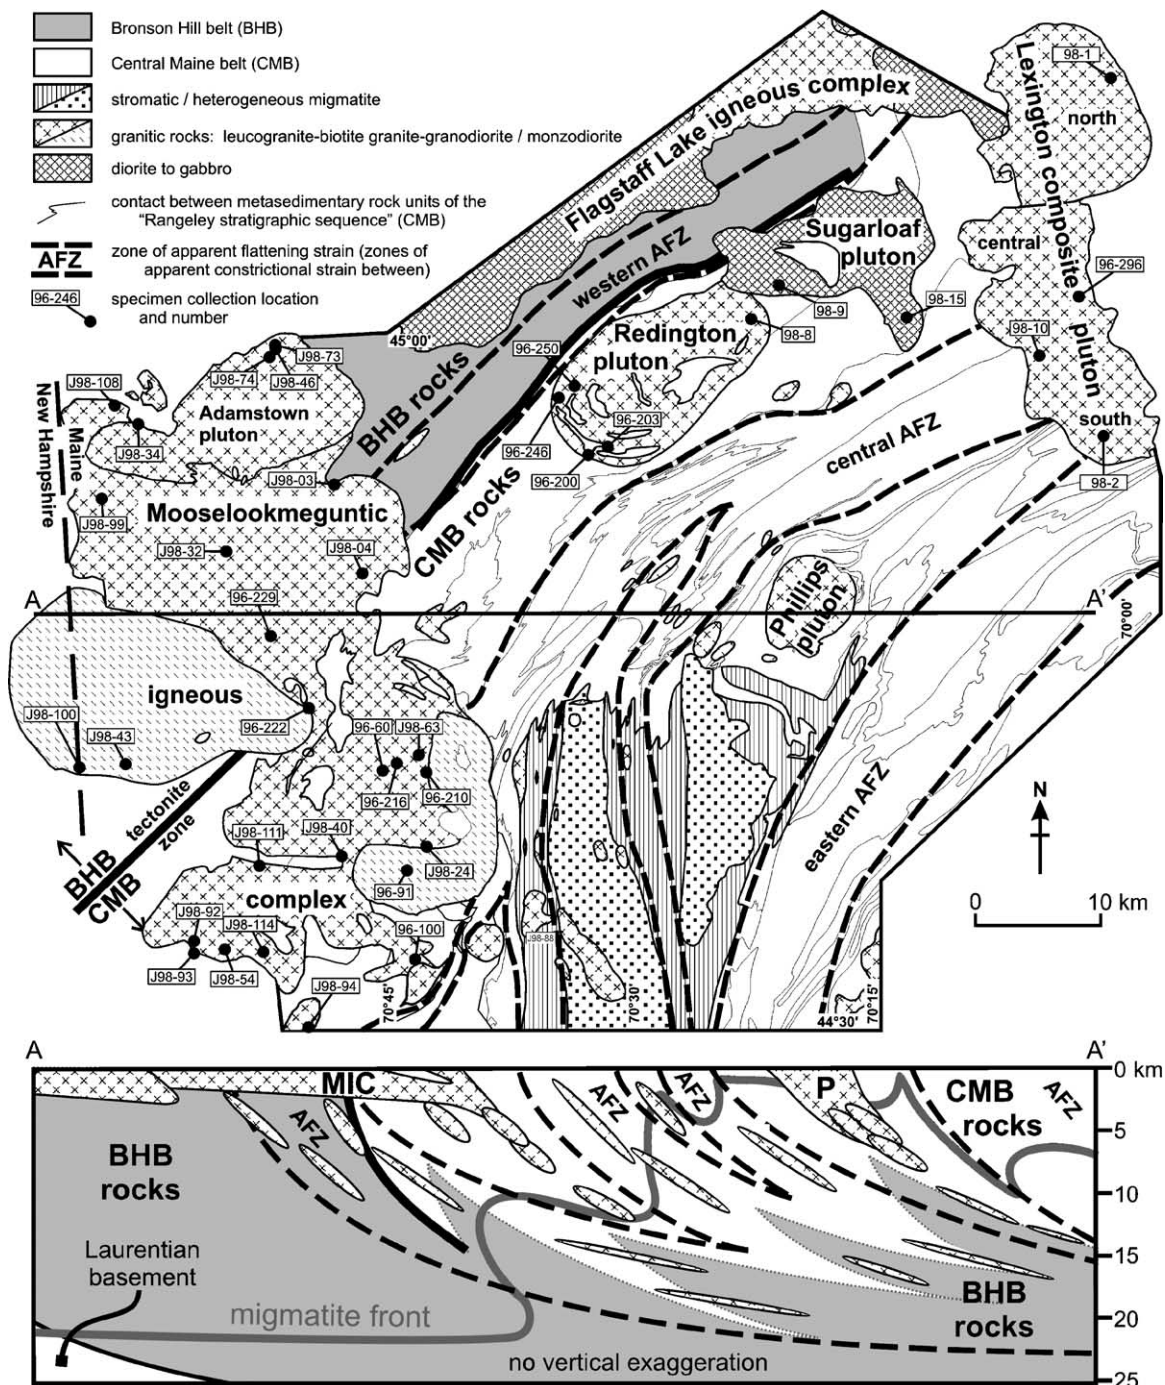 Bronson Hill belt (BHB)
Central Maine belt (CMB)
stromatic / heterogeneous migmatite
granitic rocks: leucogranite-biotite granite-granodiorite / monzodiorite
diorite to gabbro
contact between metasedimentary rock units of the
"Rangeley stratigraphic sequence" (CMB)
AFZ
zone of apparent flattening strain (zones of
apparent constrictional strain between)
96-246
specimen collection location
and number
Flagstaff Lake igneous complex
Lexington composite
pluton
98-1
north
central
96-296
98-10
south
98-2
Sugarloaf
pluton
98-9
98-15
western AFZ
45°00'
Redington
pluton
98-8
96-250
96-203
96-246
96-200
BHB rocks
CMB rocks
central AFZ
J98-73
J98-74
J98-46
J98-108
Adamstown
pluton
J98-34
New Hampshire
Maine
J98-03
J98-99
Mooselookmeguntic
J98-32
J98-04
A
A'
96-229
Phillips
pluton
70°00'
igneous
J98-100
J98-43
96-222
96-60
J98-63
96-216
96-210
tectonite
zone
BHB
CMB
J98-111
J98-40
J98-24
96-91
complex
J98-92
J98-114
96-100
J98-88
J98-93
J98-54
J98-94
eastern AFZ
N
0
10 km
70°45'
70°30'
70°15'
44°30'
A
A'
MIC
AFZ
AFZ
AFZ
P
CMB
rocks
AFZ
0 km
5
10
15
20
25
BHB
rocks
Laurentian
basement
migmatite front
BHB
rocks
no vertical exaggeration